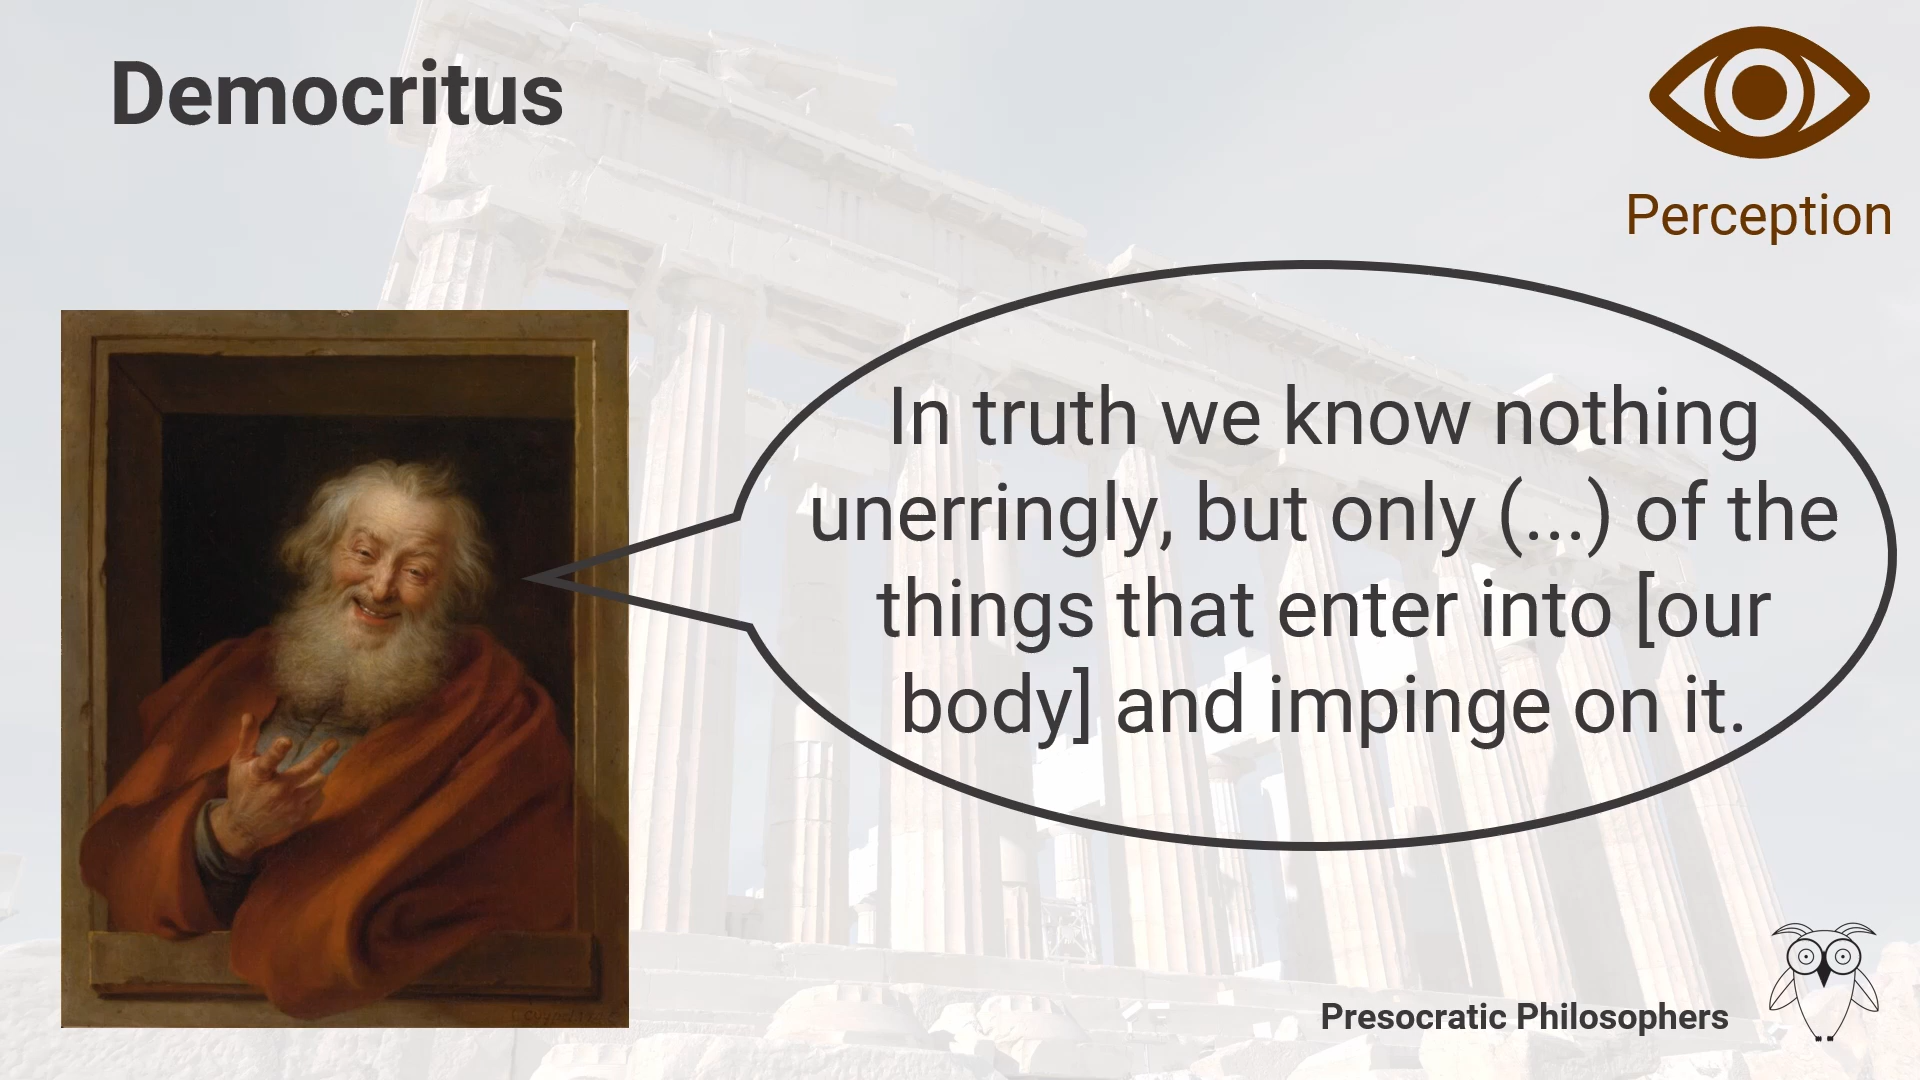 Democritus
Perception
In truth we know nothing
unerringly, but only (...) of the
things that enter into [our
body] and impinge on it.
Presocratic Philosophers